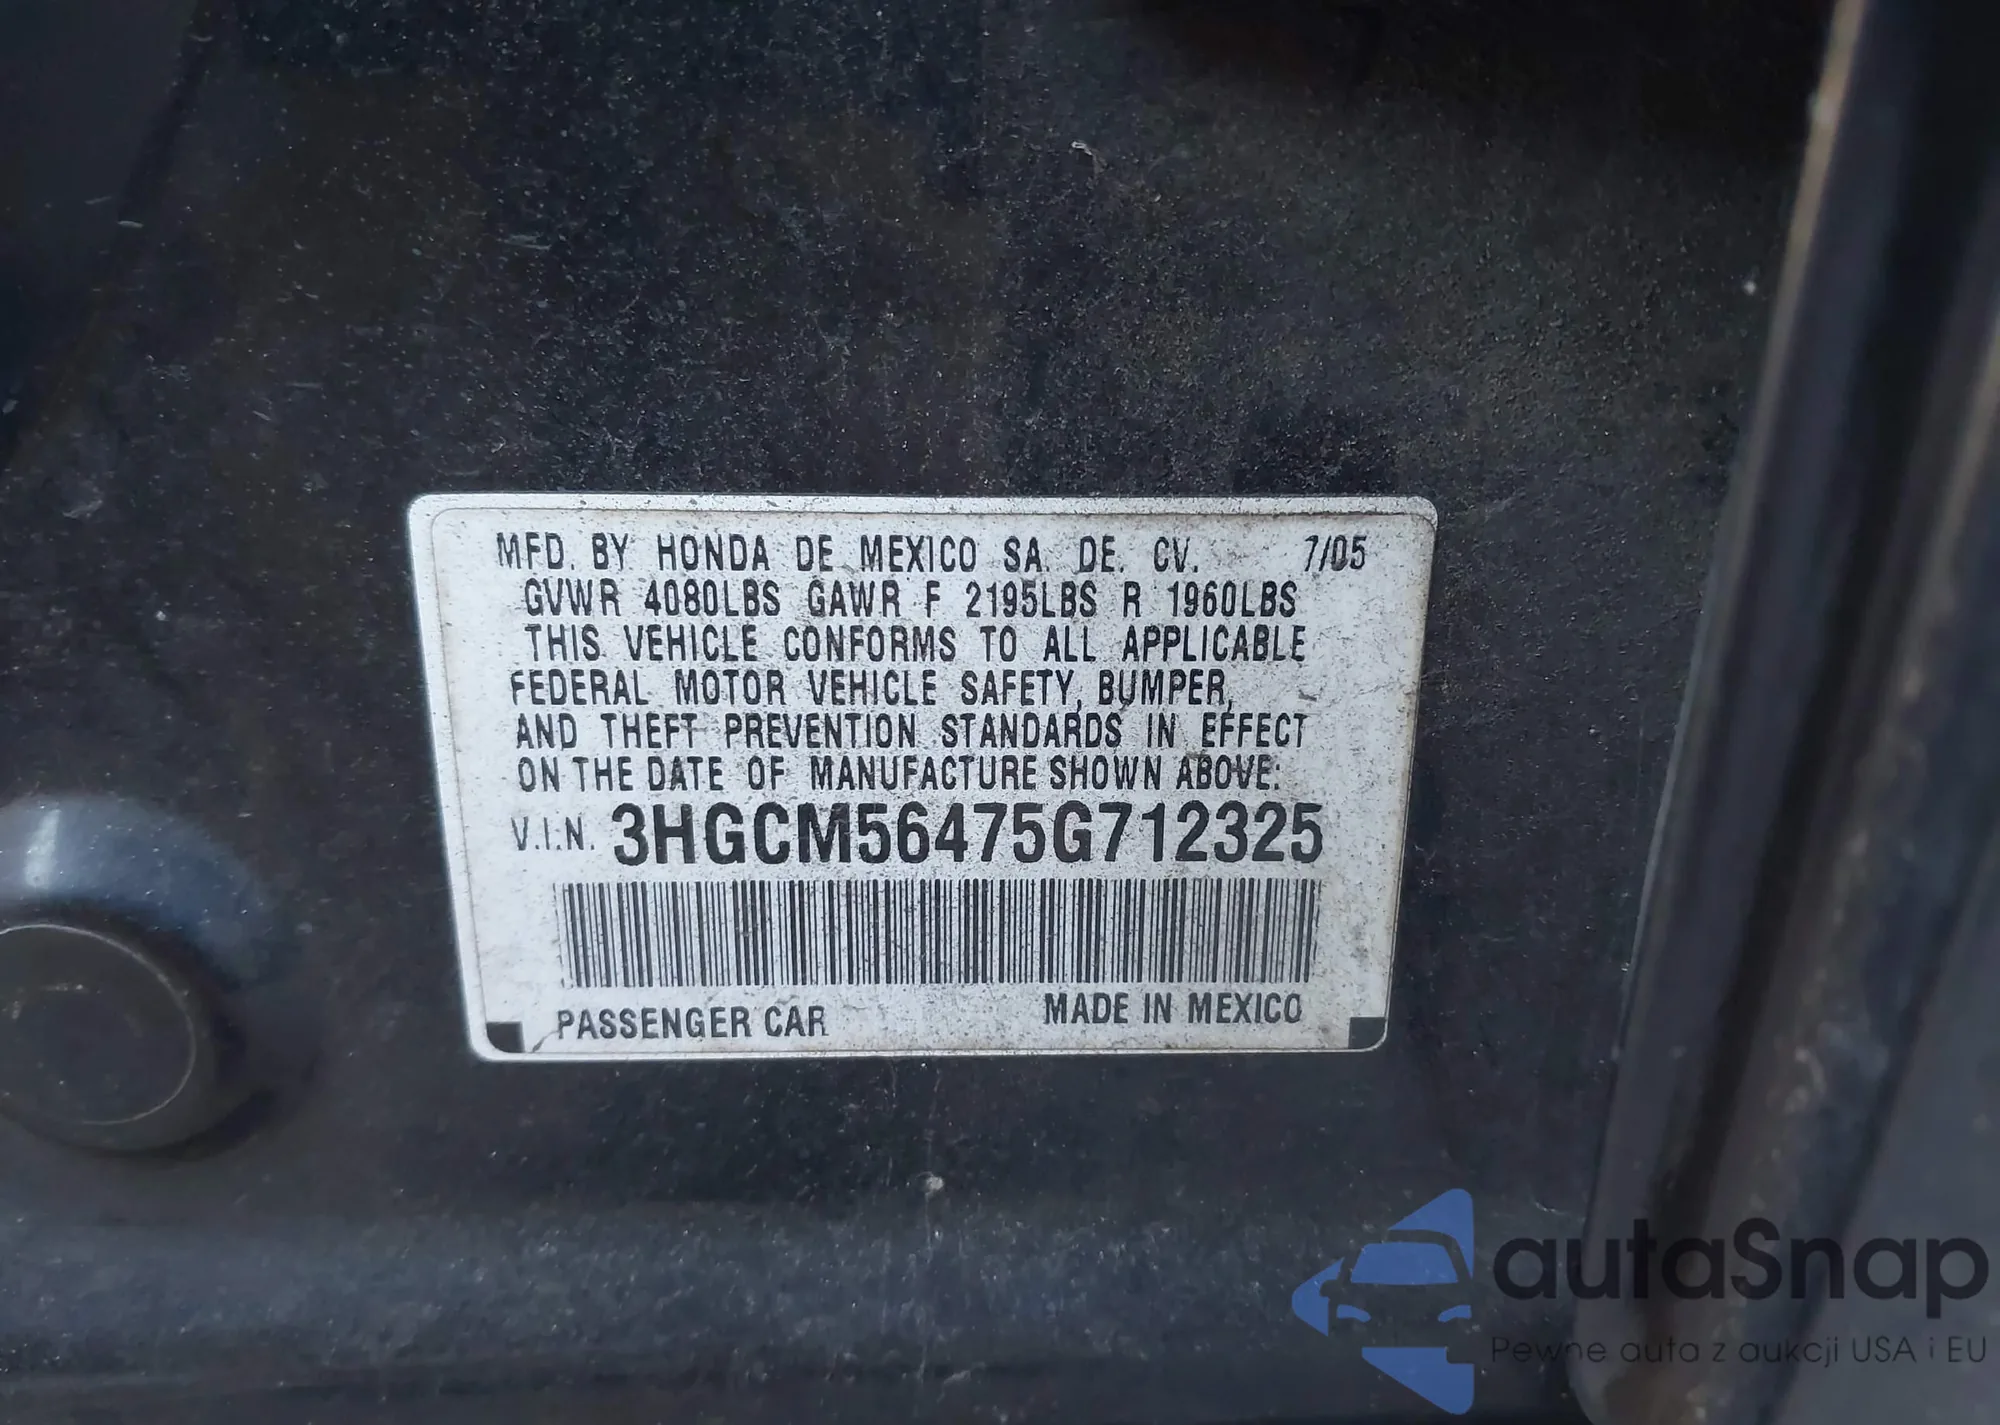 MFD. BY HONDA DE MEXICO SA. DE. CV. 7/05
GVWR 4080LBS GAWR F 2195LBS R 1960LBS
THIS VEHICLE CONFORMS TO ALL APPLICABLE
FEDERAL MOTOR VEHICLE SAFETY, BUMPER,
AND THEFT PREVENTION STANDARDS IN EFFECT
ON THE DATE OF MANUFACTURE SHOWN ABOVE:
V.I.N. 3HGCM56475G712325
PASSENGER CAR MADE IN MEXICO
autaSnap
Pewne auta z aukcji USA i EU